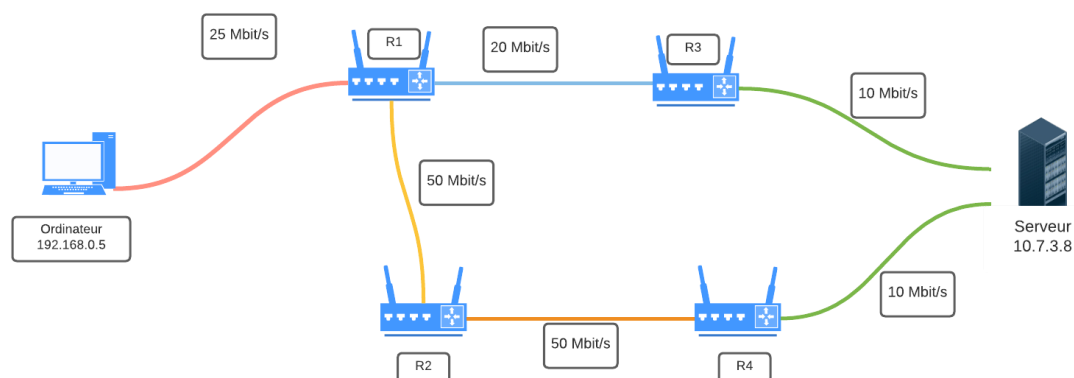 25 Mbit/s
R1
20 Mbit/s
R3
10 Mbit/s
50 Mbit/s
Ordinateur
192.168.0.5
Serveur
10.7.3.8
10 Mbit/s
50 Mbit/s
R2
R4